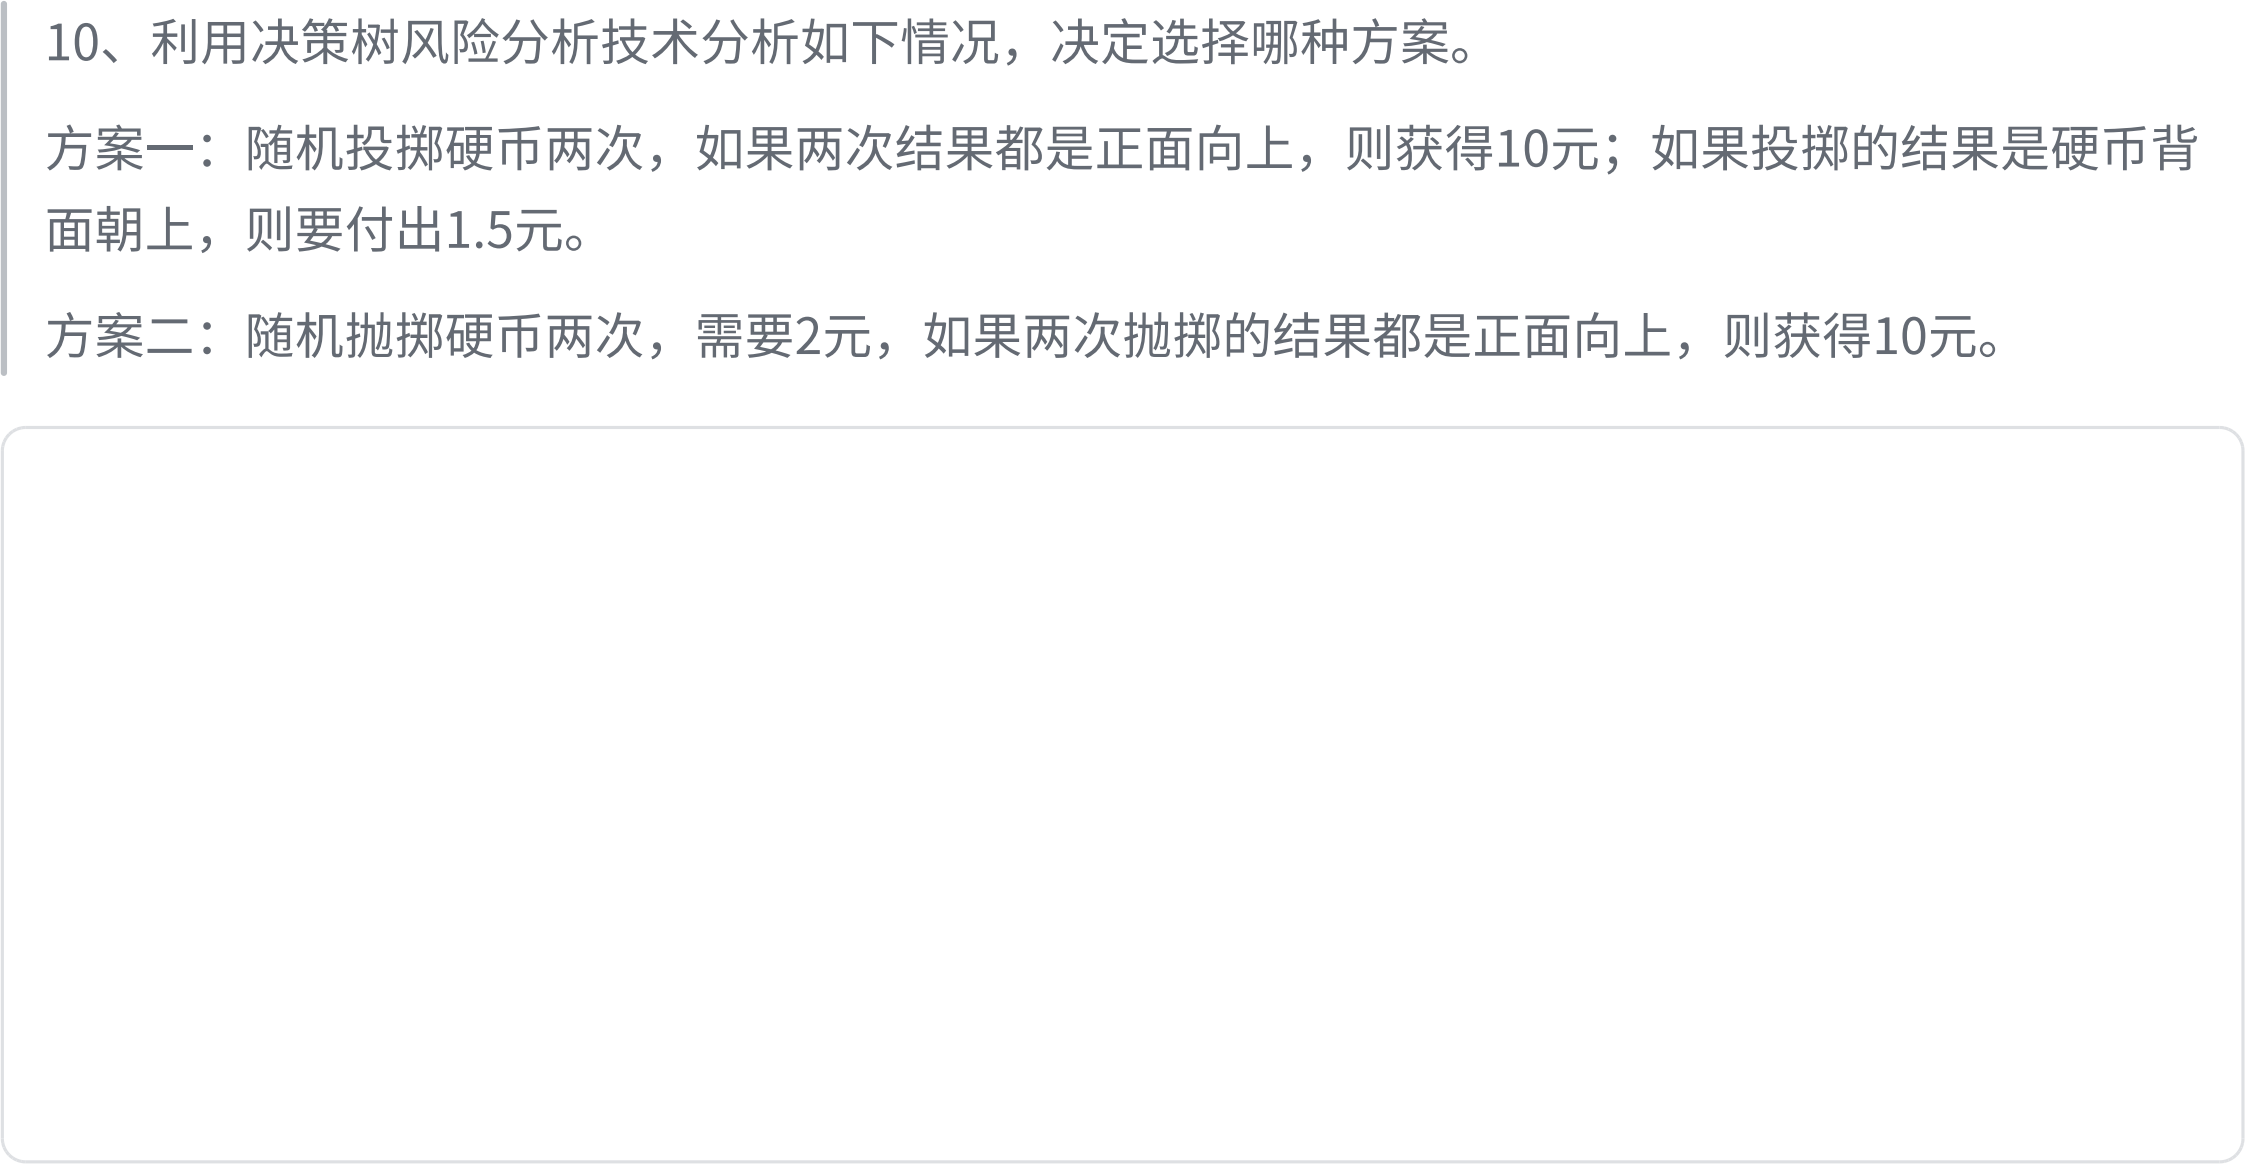 10、利用决策树风险分析技术分析如下情况，决定选择哪种方案。
方案一：随机投掷硬币两次，如果两次结果都是正面向上，则获得10元；如果投掷的结果是硬币背
面朝上，则要付出1.5元。
方案二：随机抛掷硬币两次，需要2元，如果两次抛掷的结果都是正面向上，则获得10元。